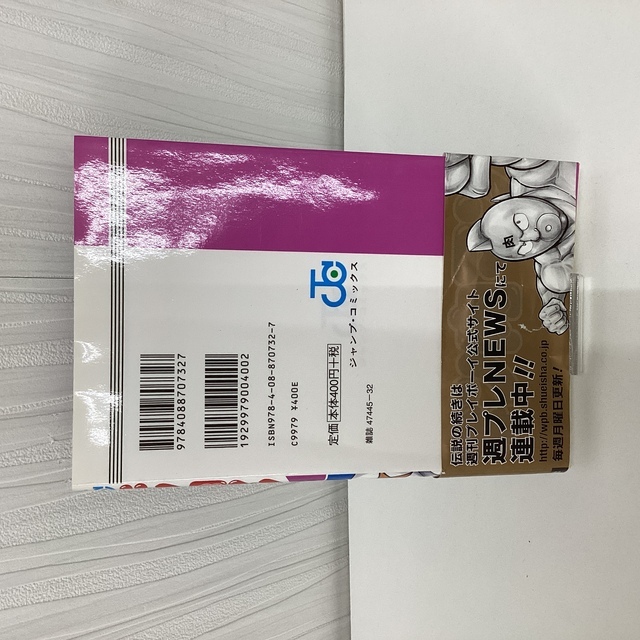 9784088707327
1929979004002
ISBN978-4-08-870732-7
C9979 ¥400E
定価 本体400円+税
雑誌 47445-32
ジャンプ・コミックス
伝説の続きは
週刊プレイボーイ公式サイト
週プレNEWSにて
連載中!!
http://wpb.shueisha.co.jp
毎週月曜日更新!
肉